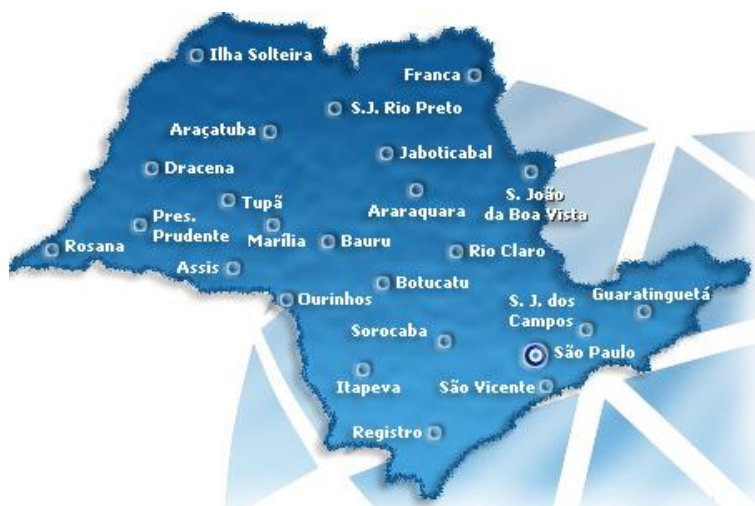 Ilha Solteira
Franca
S.J. Rio Preto
Araçatuba
Jaboticabal
Dracena
S. João
da Boa Vista
Tupã
Araraquara
Pres.
Prudente
Marília
Bauru
Rosana
Rio Claro
Assis
Botucatu
Guaratinguetá
Ourinhos
S. J. dos
Campos
Sorocaba
São Paulo
Itapeva
São Vicente
Registro